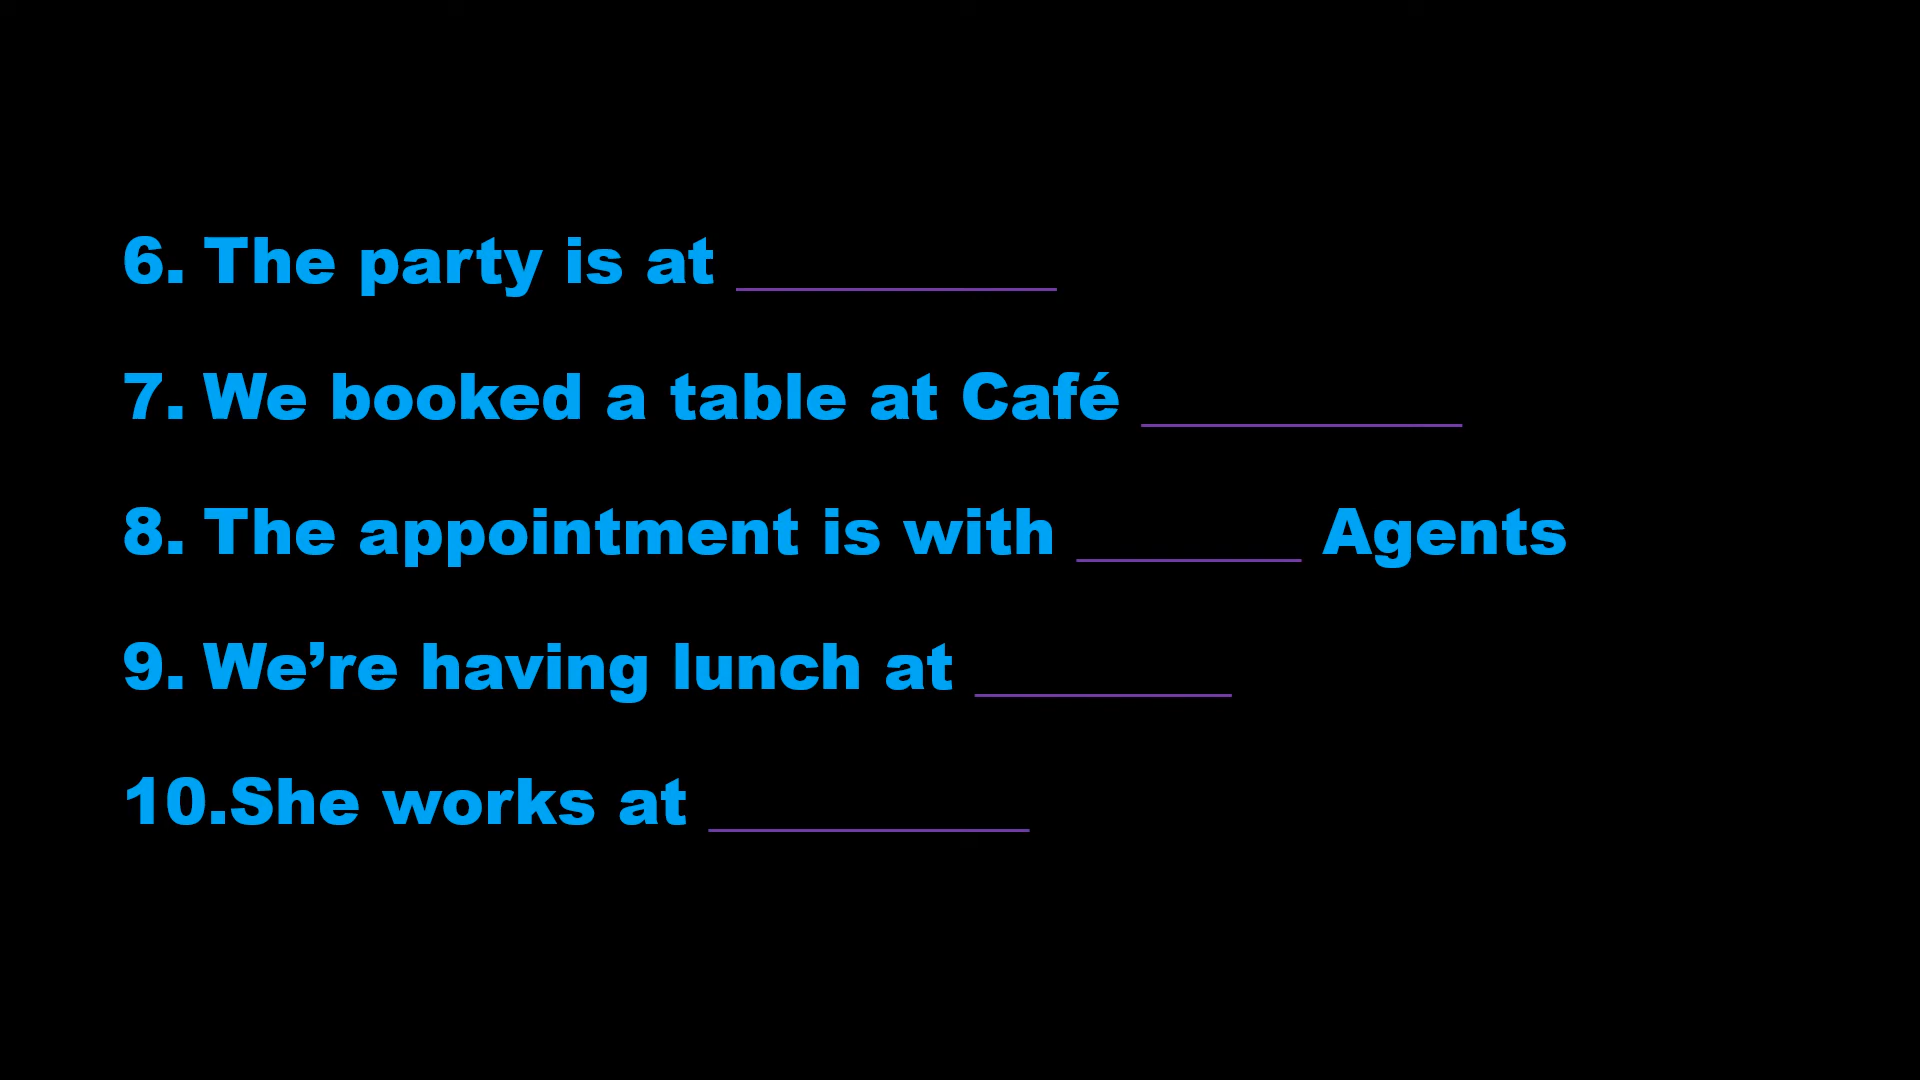 6. The party is at __________
7. We booked a table at Café __________
8. The appointment is with _______ Agents
9. We’re having lunch at ________
10.She works at __________